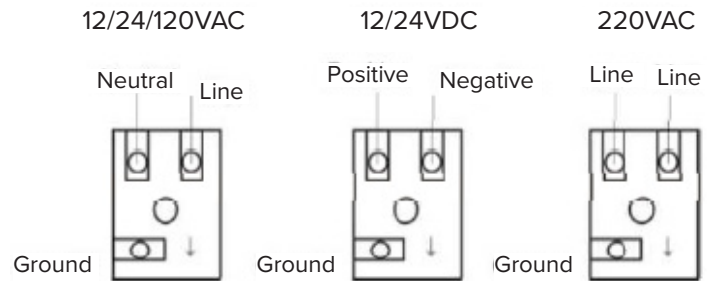 12/24/120VAC
12/24VDC
220VAC
Neutral
Line
Positive
Negative
Line
Line
Ground
Ground
Ground